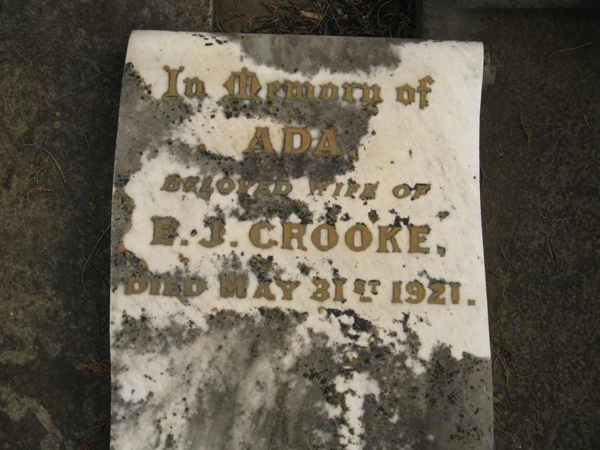 In Memory of
ADA
BELOVED WIFE OF
E. J. CROOKE,
DIED MAY 31ST 1921.